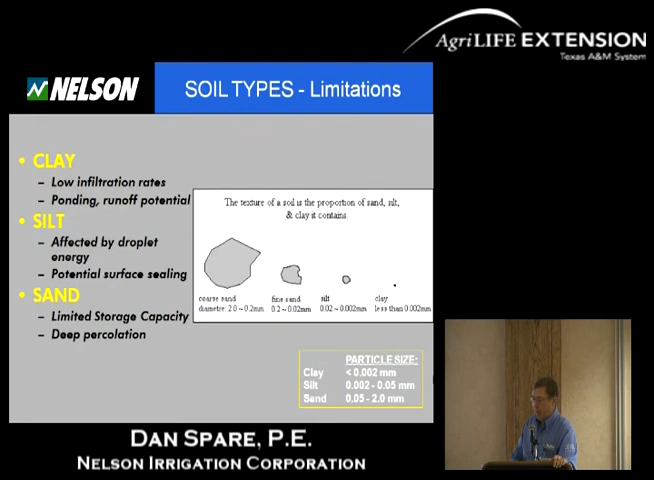 AgriLIFE EXTENSION
Texas A&M System
NELSON
SOIL TYPES - Limitations
• CLAY
– Low infiltration rates
– Ponding, runoff potential
• SILT
– Affected by droplet
energy
– Potential surface sealing
• SAND
– Limited Storage Capacity
– Deep percolation
The texture of a soil is the proportion of sand, silt,
& clay it contains.
coarse sand
diametre: 2.0 ~ 0.2mm
fine sand
0.2 ~ 0.02mm
silt
0.02 ~ 0.002mm
clay
less than 0.002mm
PARTICLE SIZE:
Clay < 0.002 mm
Silt 0.002 - 0.05 mm
Sand 0.05 - 2.0 mm
DAN SPARE, P.E.
NELSON IRRIGATION CORPORATION